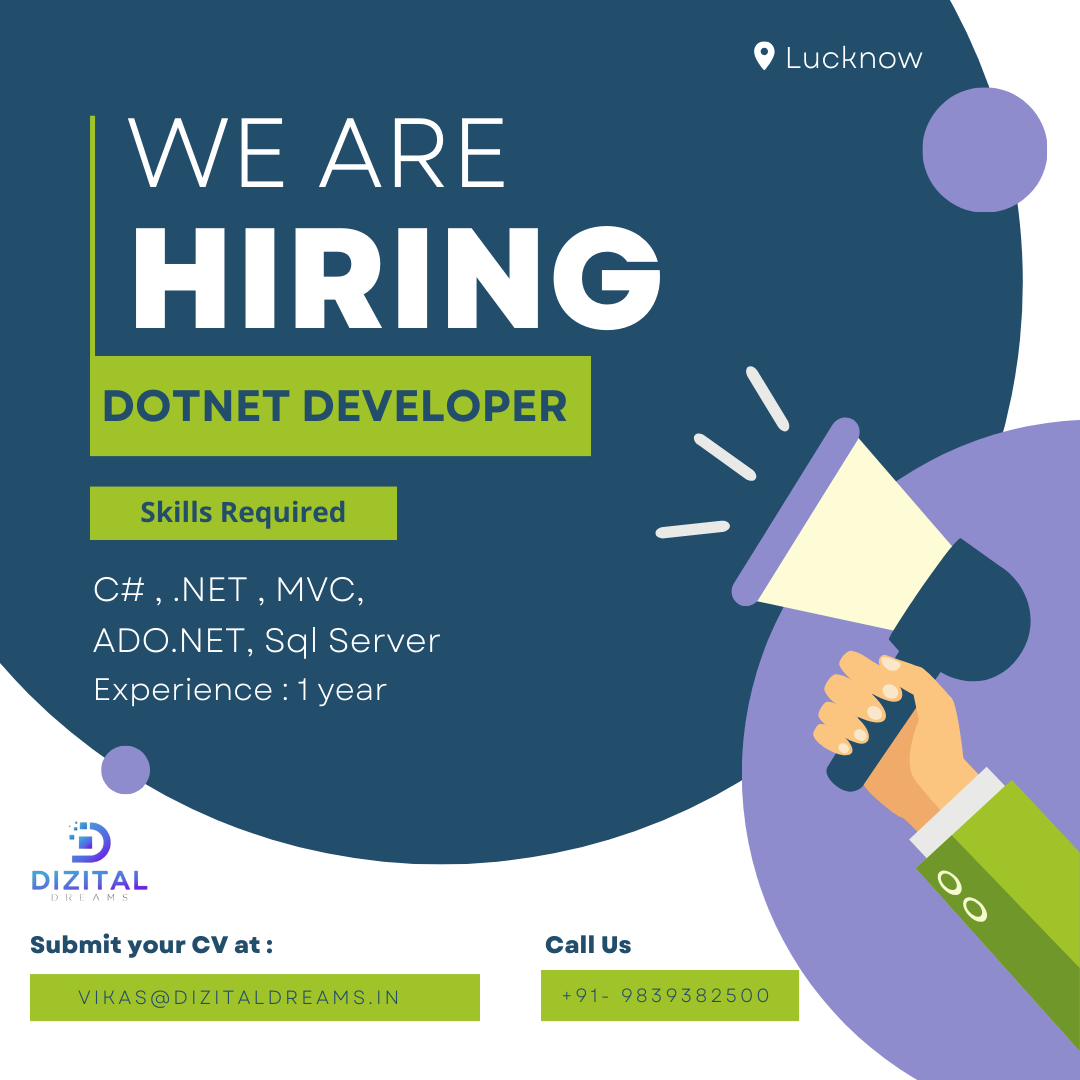 Lucknow
WE ARE
HIRING
DOTNET DEVELOPER
Skills Required
C# , .NET , MVC,
ADO.NET, Sql Server
Experience : 1 year
DIZITAL
DREAMS
Submit your CV at :
VIKAS@DIZITALDREAMS.IN
Call Us
+91- 9839382500